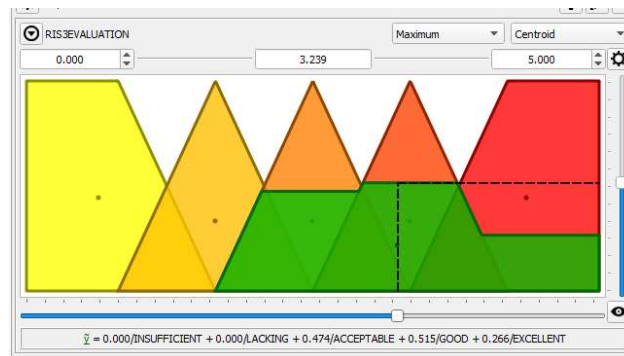 RIS3EVALUATION
Maximum
Centroid
0.000
3.239
5.000
ỹ = 0.000/INSUFFICIENT + 0.000/LACKING + 0.474/ACCEPTABLE + 0.515/GOOD + 0.266/EXCELLENT